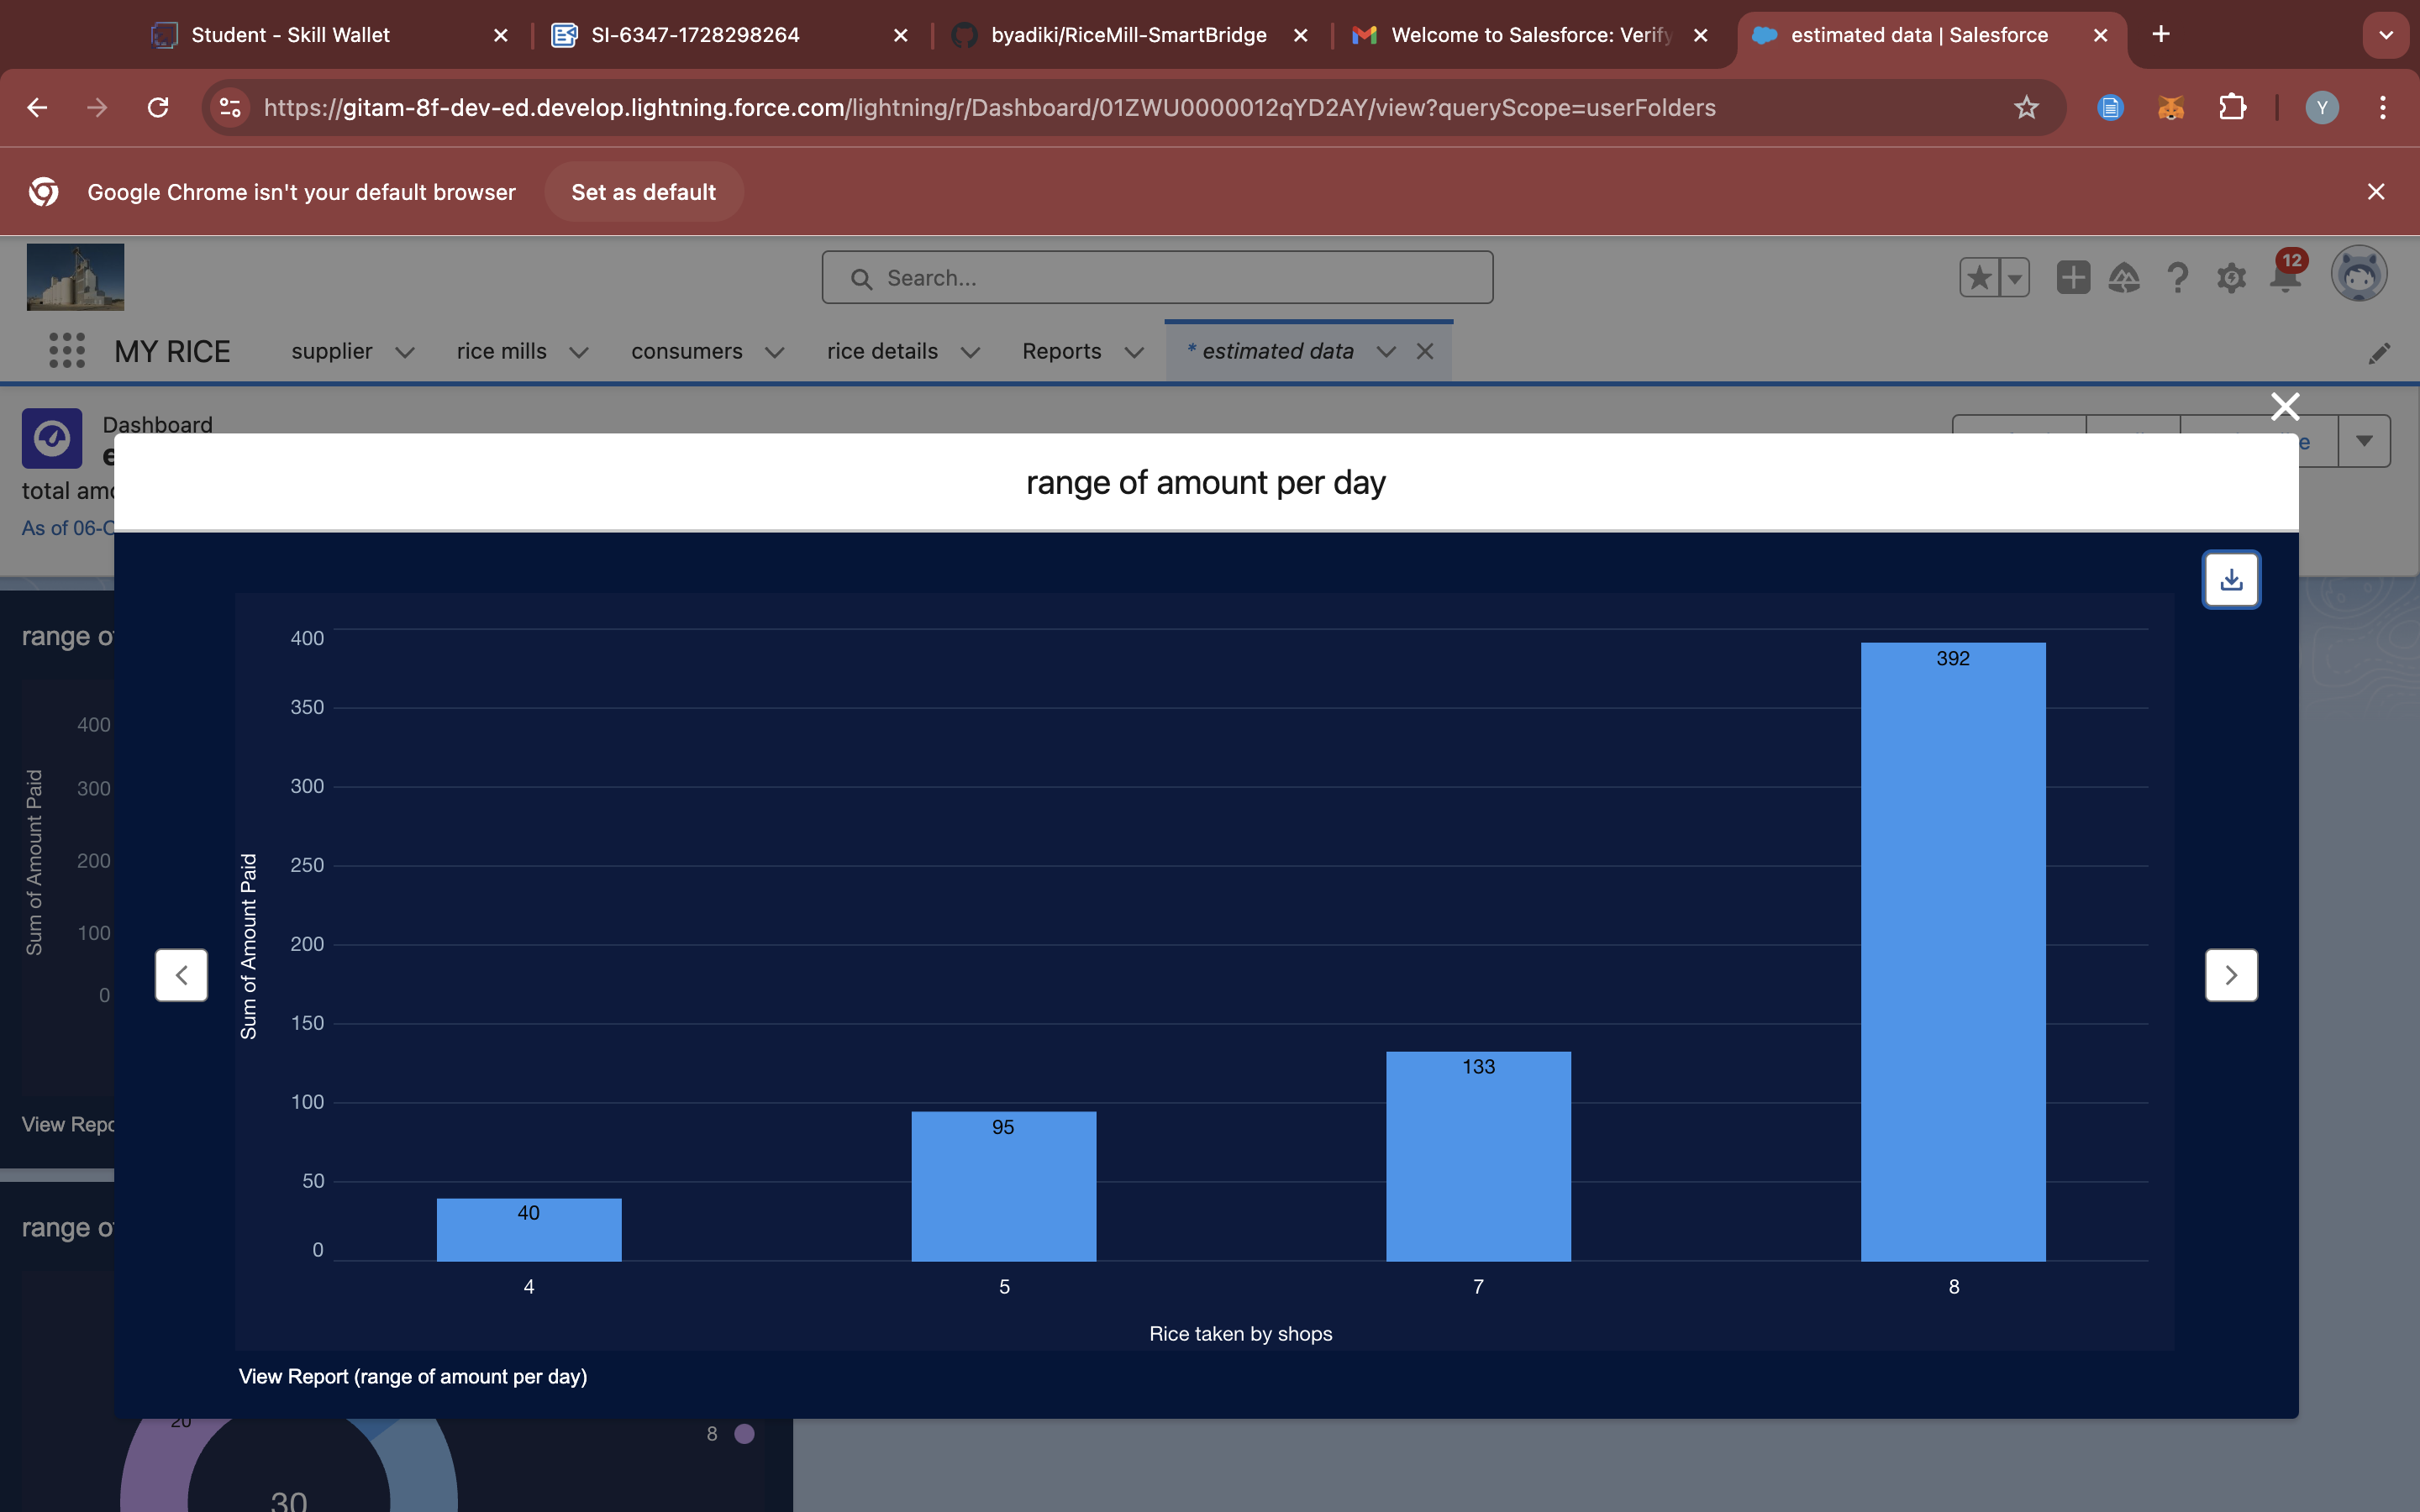 Student - Skill Wallet
SI-6347-1728298264
byadiki/RiceMill-SmartBridge
Welcome to Salesforce: Verify
estimated data | Salesforce
https://gitam-8f-dev-ed.develop.lightning.force.com/lightning/r/Dashboard/01ZWU0000012qYD2AY/view?queryScope=userFolders
Y
Google Chrome isn't your default browser
Set as default
Search...
12
MY RICE
supplier
rice mills
consumers
rice details
Reports
* estimated data
Dashboard
total
As of 06-
range of amount per day
range
400
300
200
100
0
Sum of Amount Paid
View
400
350
300
250
200
150
100
50
0
Sum of Amount Paid
40
95
133
392
4
5
7
8
Rice taken by shops
View Report (range of amount per day)
range
20
8
30